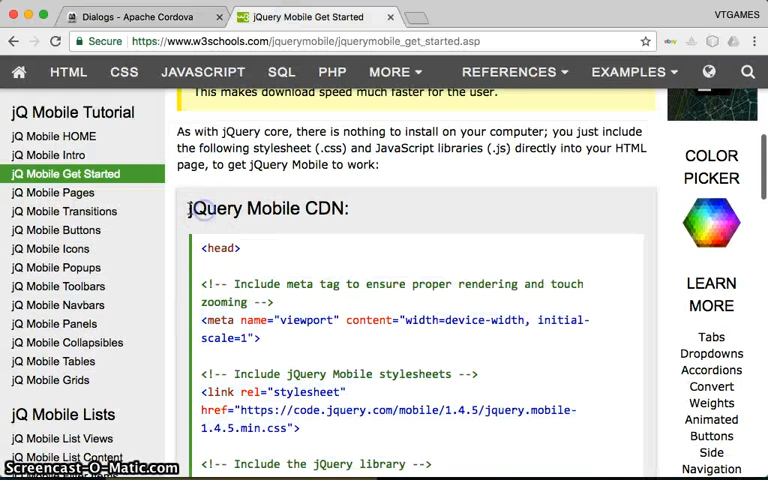 Dialogs - Apache Cordova
jQuery Mobile Get Started
VTGAMES
Secure https://www.w3schools.com/jquerymobile/jquerymobile_get_started.asp
HTML CSS JAVASCRIPT SQL PHP MORE REFERENCES EXAMPLES
jQ Mobile Tutorial
jQ Mobile HOME
jQ Mobile Intro
jQ Mobile Get Started
jQ Mobile Pages
jQ Mobile Transitions
jQ Mobile Buttons
jQ Mobile Icons
jQ Mobile Popups
jQ Mobile Toolbars
jQ Mobile Navbars
jQ Mobile Panels
jQ Mobile Collapsibles
jQ Mobile Tables
jQ Mobile Grids
jQ Mobile Lists
jQ Mobile List Views
jQ Mobile List Content
This makes download speed much faster for the user.
As with jQuery core, there is nothing to install on your computer; you just include
the following stylesheet (.css) and JavaScript libraries (.js) directly into your HTML
page, to get jQuery Mobile to work:
jQuery Mobile CDN:
<head>
<!-- Include meta tag to ensure proper rendering and touch
zooming -->
<meta name="viewport" content="width=device-width, initial-
scale=1">
<!-- Include jQuery Mobile stylesheets -->
<link rel="stylesheet"
href="https://code.jquery.com/mobile/1.4.5/jquery.mobile-
1.4.5.min.css">
<!-- Include the jQuery library -->
COLOR
PICKER
LEARN
MORE
Tabs
Dropdowns
Accordions
Convert
Weights
Animated
Buttons
Side
Navigation
Screencast-O-Matic.com